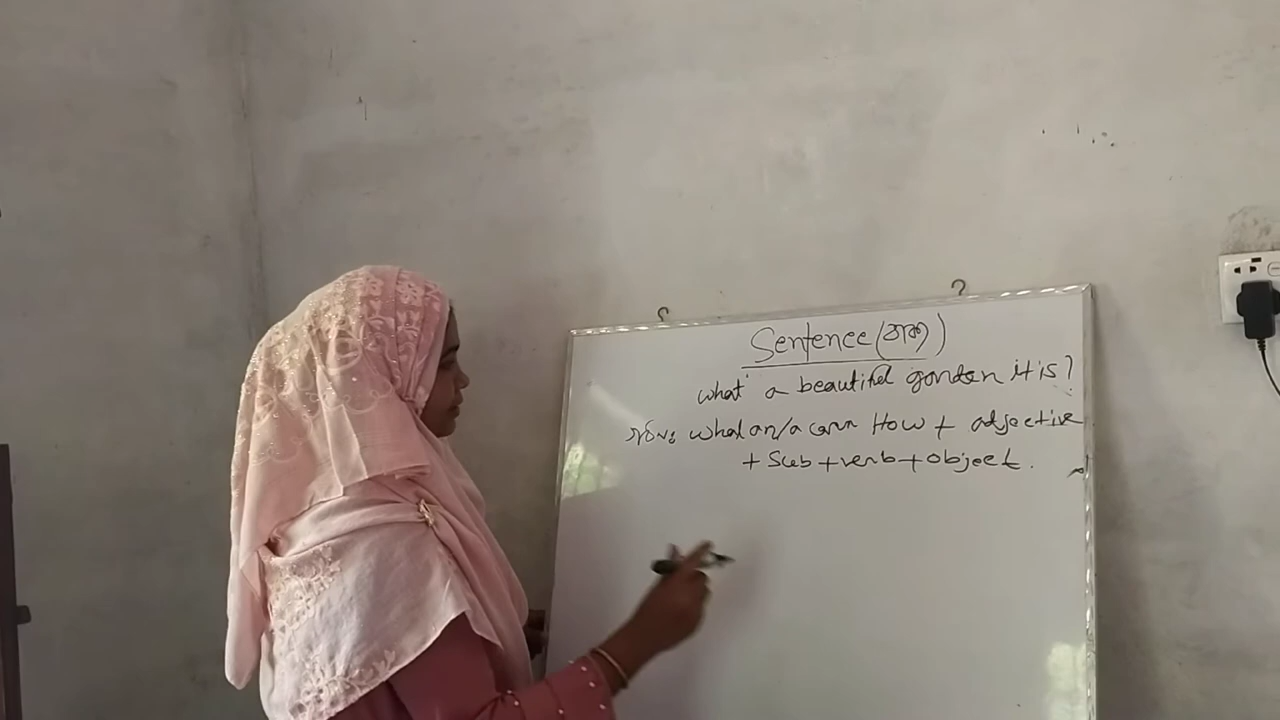 Sentence (বাক্য)
what a beautiful garden it is?
গঠনঃ what an/a অথবা How + adjective
+ Sub + verb + object.